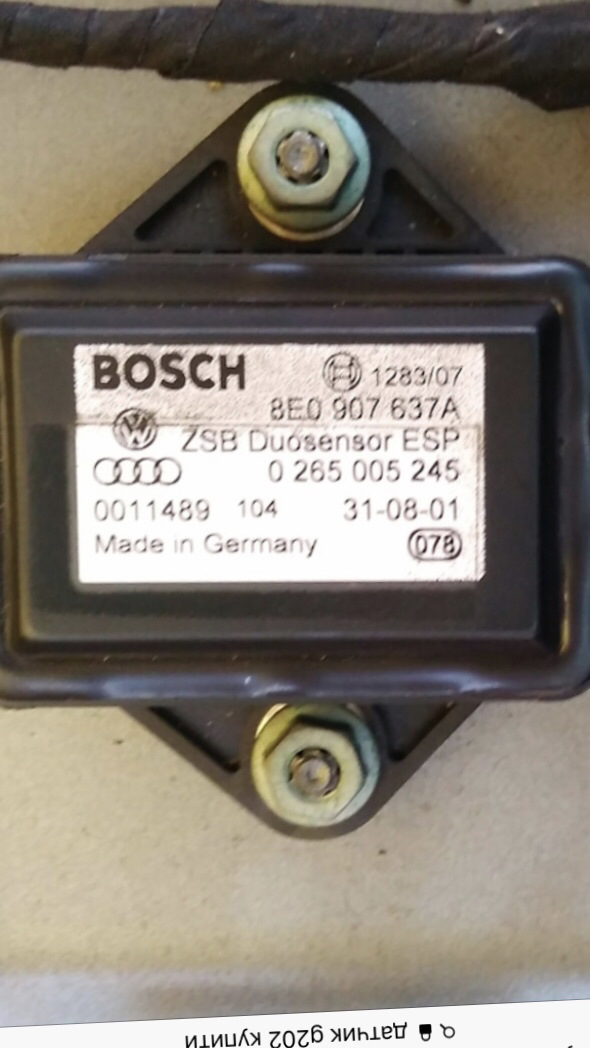 BOSCH
1283/07
8E0 907 637A
ZSB Duosensor ESP
0 265 005 245
0011489 104 31-08-01
Made in Germany 078
датчик g202 купити